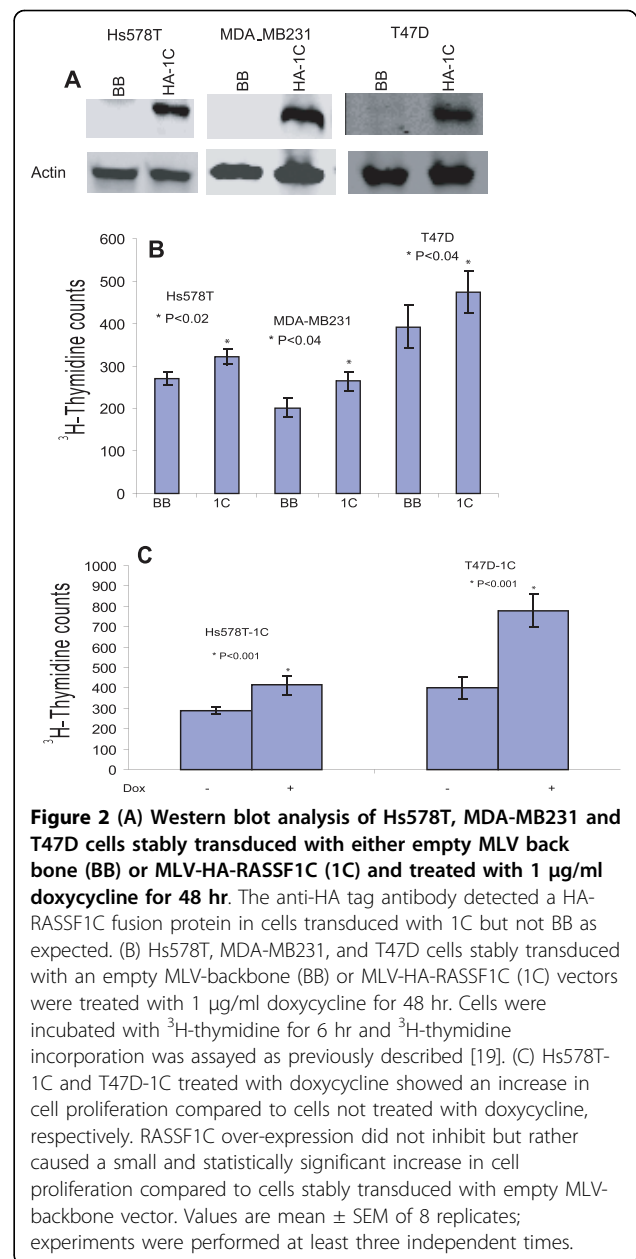 Hs578T MDA_MB231 T47D
BB HA-1C BB HA-1C BB HA-1C
A
Actin
B
600
500
400
300
200
100
0
³H-Thymidine counts
Hs578T
* P<0.02
*
MDA-MB231
* P<0.04
*
T47D
* P<0.04
*
BB 1C BB 1C BB 1C
C
1000
900
800
700
600
500
400
300
200
100
0
³H-Thymidine counts
Hs578T-1C
* P<0.001
*
T47D-1C
* P<0.001
*
Dox - + - +
Figure 2 (A) Western blot analysis of Hs578T, MDA-MB231 and
T47D cells stably transduced with either empty MLV back
bone (BB) or MLV-HA-RASSF1C (1C) and treated with 1 μg/ml
doxycycline for 48 hr. The anti-HA tag antibody detected a HA-
RASSF1C fusion protein in cells transduced with 1C but not BB as
expected. (B) Hs578T, MDA-MB231, and T47D cells stably transduced
with an empty MLV-backbone (BB) or MLV-HA-RASSF1C (1C) vectors
were treated with 1 μg/ml doxycycline for 48 hr. Cells were
incubated with ³H-thymidine for 6 hr and ³H-thymidine
incorporation was assayed as previously described [19]. (C) Hs578T-
1C and T47D-1C treated with doxycycline showed an increase in
cell proliferation compared to cells not treated with doxycycline,
respectively. RASSF1C over-expression did not inhibit but rather
caused a small and statistically significant increase in cell
proliferation compared to cells stably transduced with empty MLV-
backbone vector. Values are mean ± SEM of 8 replicates;
experiments were performed at least three independent times.